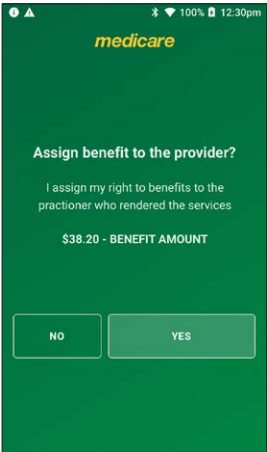 100% 12:30pm
medicare
Assign benefit to the provider?
I assign my right to benefits to the
practioner who rendered the services
$38.20 - BENEFIT AMOUNT
NO YES